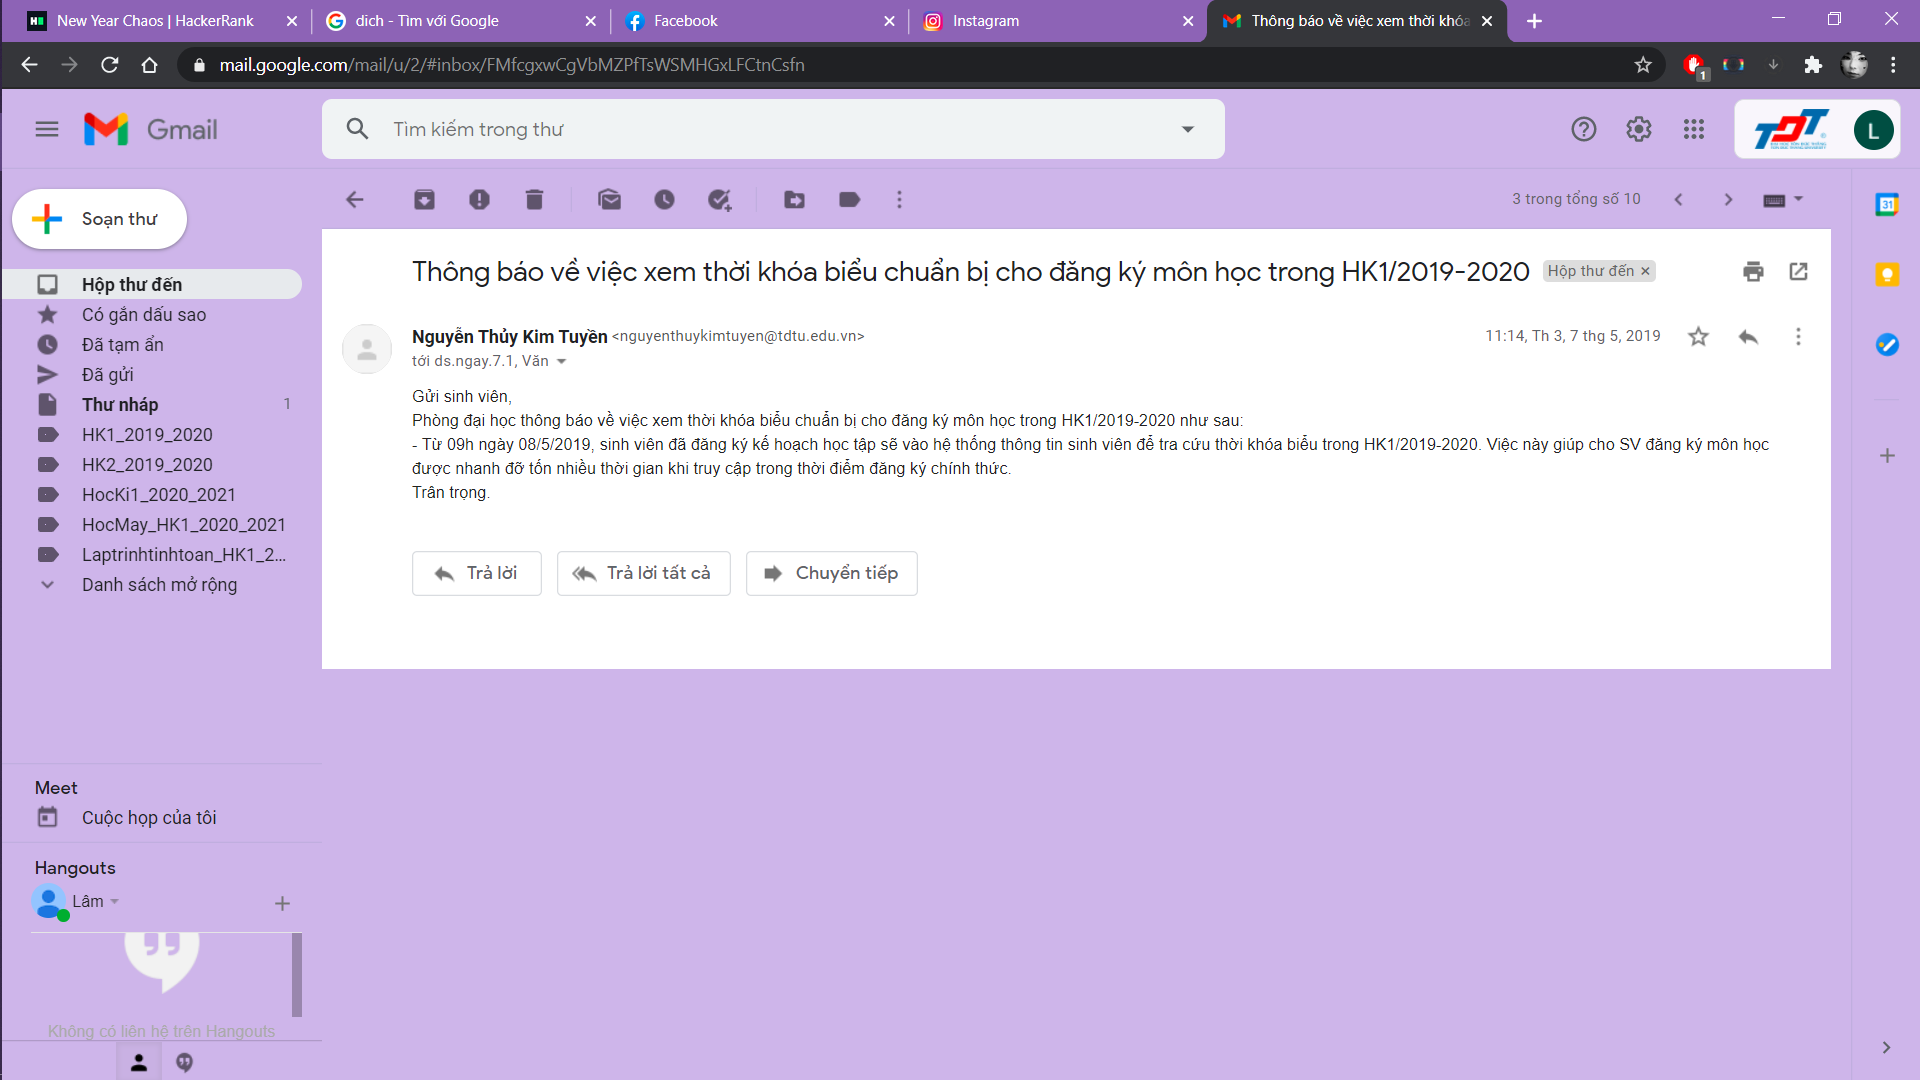 New Year Chaos | HackerRank
dich - Tìm với Google
Facebook
Instagram
Thông báo về việc xem thời khóa
mail.google.com/mail/u/2/#inbox/FMfcgxwCgVbMZPfTsWSMHGxLFCtnCsfn
1
Gmail
Tìm kiếm trong thư
TDT
L
Soạn thư
3 trong tổng số 10
31
Hộp thư đến
Có gắn dấu sao
Đã tạm ẩn
Đã gửi
Thư nháp 1
HK1_2019_2020
HK2_2019_2020
HocKi1_2020_2021
HocMay_HK1_2020_2021
Laptrinhtinhtoan_HK1_2...
Danh sách mở rộng
Thông báo về việc xem thời khóa biểu chuẩn bị cho đăng ký môn học trong HK1/2019-2020 Hộp thư đến
Nguyễn Thủy Kim Tuyền <nguyenthuykimtuyen@tdtu.edu.vn> 11:14, Th 3, 7 thg 5, 2019
tới ds.ngay.7.1, Văn
Gửi sinh viên,
Phòng đại học thông báo về việc xem thời khóa biểu chuẩn bị cho đăng ký môn học trong HK1/2019-2020 như sau:
- Từ 09h ngày 08/5/2019, sinh viên đã đăng ký kế hoạch học tập sẽ vào hệ thống thông tin sinh viên để tra cứu thời khóa biểu trong HK1/2019-2020. Việc này giúp cho SV đăng ký môn học
được nhanh đỡ tốn nhiều thời gian khi truy cập trong thời điểm đăng ký chính thức.
Trân trọng.
Trả lời
Trả lời tất cả
Chuyển tiếp
Meet
Cuộc họp của tôi
Hangouts
Lâm
Không có liên hệ trên Hangouts